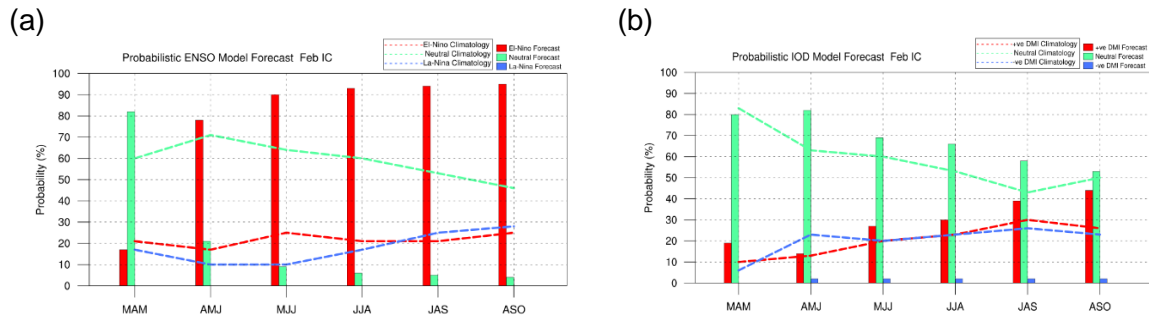 (a)
El-Nino Climatology
Neutral Climatology
La-Nina Climatology
El-Nino Forecast
Neutral Forecast
La-Nina Forecast
Probabilistic ENSO Model Forecast Feb IC
Probability (%)
100
90
80
70
60
50
40
30
20
10
0
MAM AMJ MJJ JJA JAS ASO
(b)
+ve DMI Climatology
Neutral Climatology
-ve DMI Climatology
+ve DMI Forecast
Neutral Forecast
-ve DMI Forecast
Probabilistic IOD Model Forecast Feb IC
Probability (%)
100
90
80
70
60
50
40
30
20
10
0
MAM AMJ MJJ JJA JAS ASO